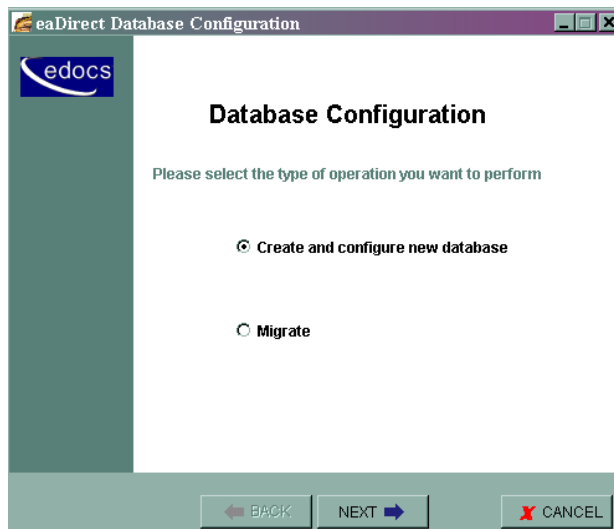 eaDirect Database Configuration
edocs
Database Configuration
Please select the type of operation you want to perform
Create and configure new database
Migrate
BACK
NEXT
CANCEL